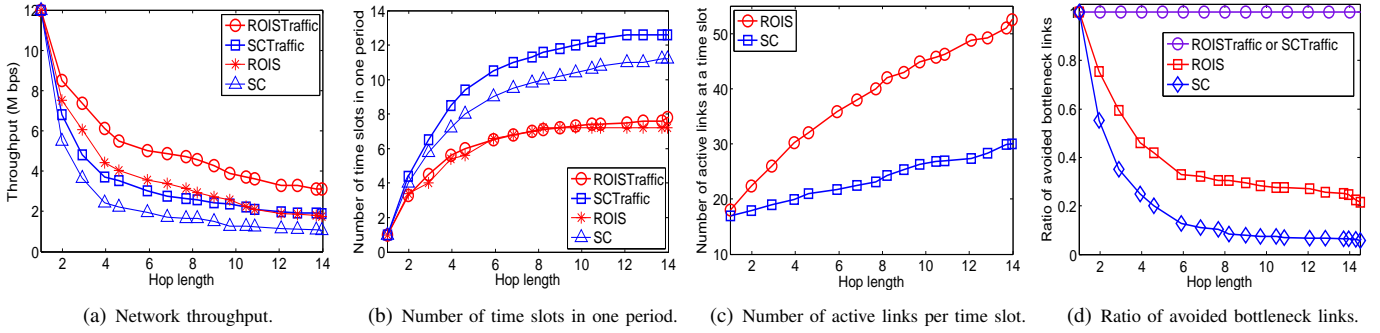 Throughput (M bps)
12
10
8
6
4
2
0
2 4 6 8 10 12 14
Hop length
ROISTraffic
SCTraffic
ROIS
SC
(a) Network throughput.
Number of time slots in one period
14
12
10
8
6
4
2
0
2 4 6 8 10 12 14
Hop length
ROISTraffic
SCTraffic
ROIS
SC
(b) Number of time slots in one period.
Number of active links at a time slot
50
40
30
20
10
2 4 6 8 10 12 14
Hop length
ROIS
SC
(c) Number of active links per time slot.
Ratio of avoided bottleneck links
1
0.8
0.6
0.4
0.2
0
2 4 6 8 10 12 14
Hop length
ROISTraffic or SCTraffic
ROIS
SC
(d) Ratio of avoided bottleneck links.